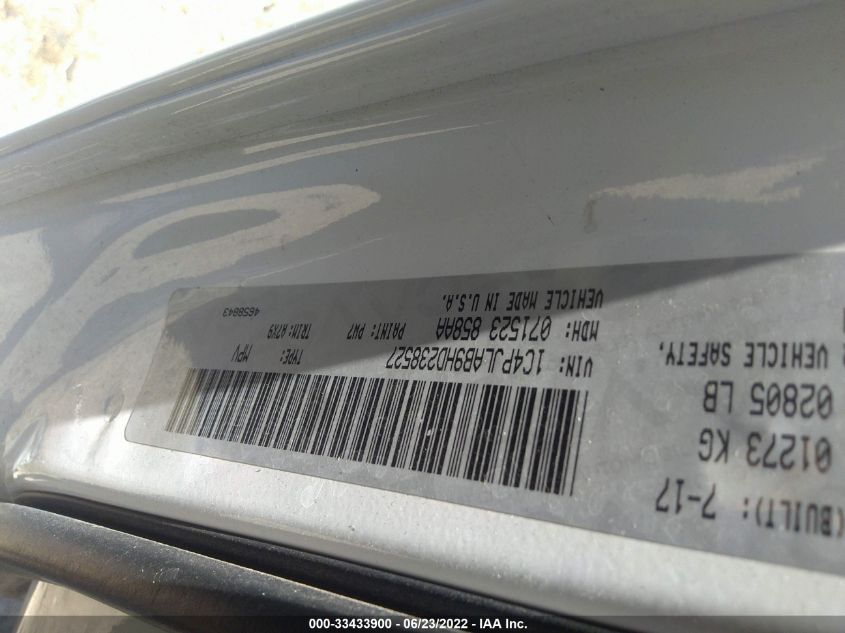 (BUILT): 7-17
01273 KG
02805 LB
VEHICLE SAFETY.
VIN: 1C4PJLAB9HD238527
TYPE: MPV
MDH: 071523 858AA
PAINT: PW7 TRIM: A7X9
VEHICLE MADE IN U.S.A.
4658843
000-33433900 - 06/23/2022 - © IAA, Inc.